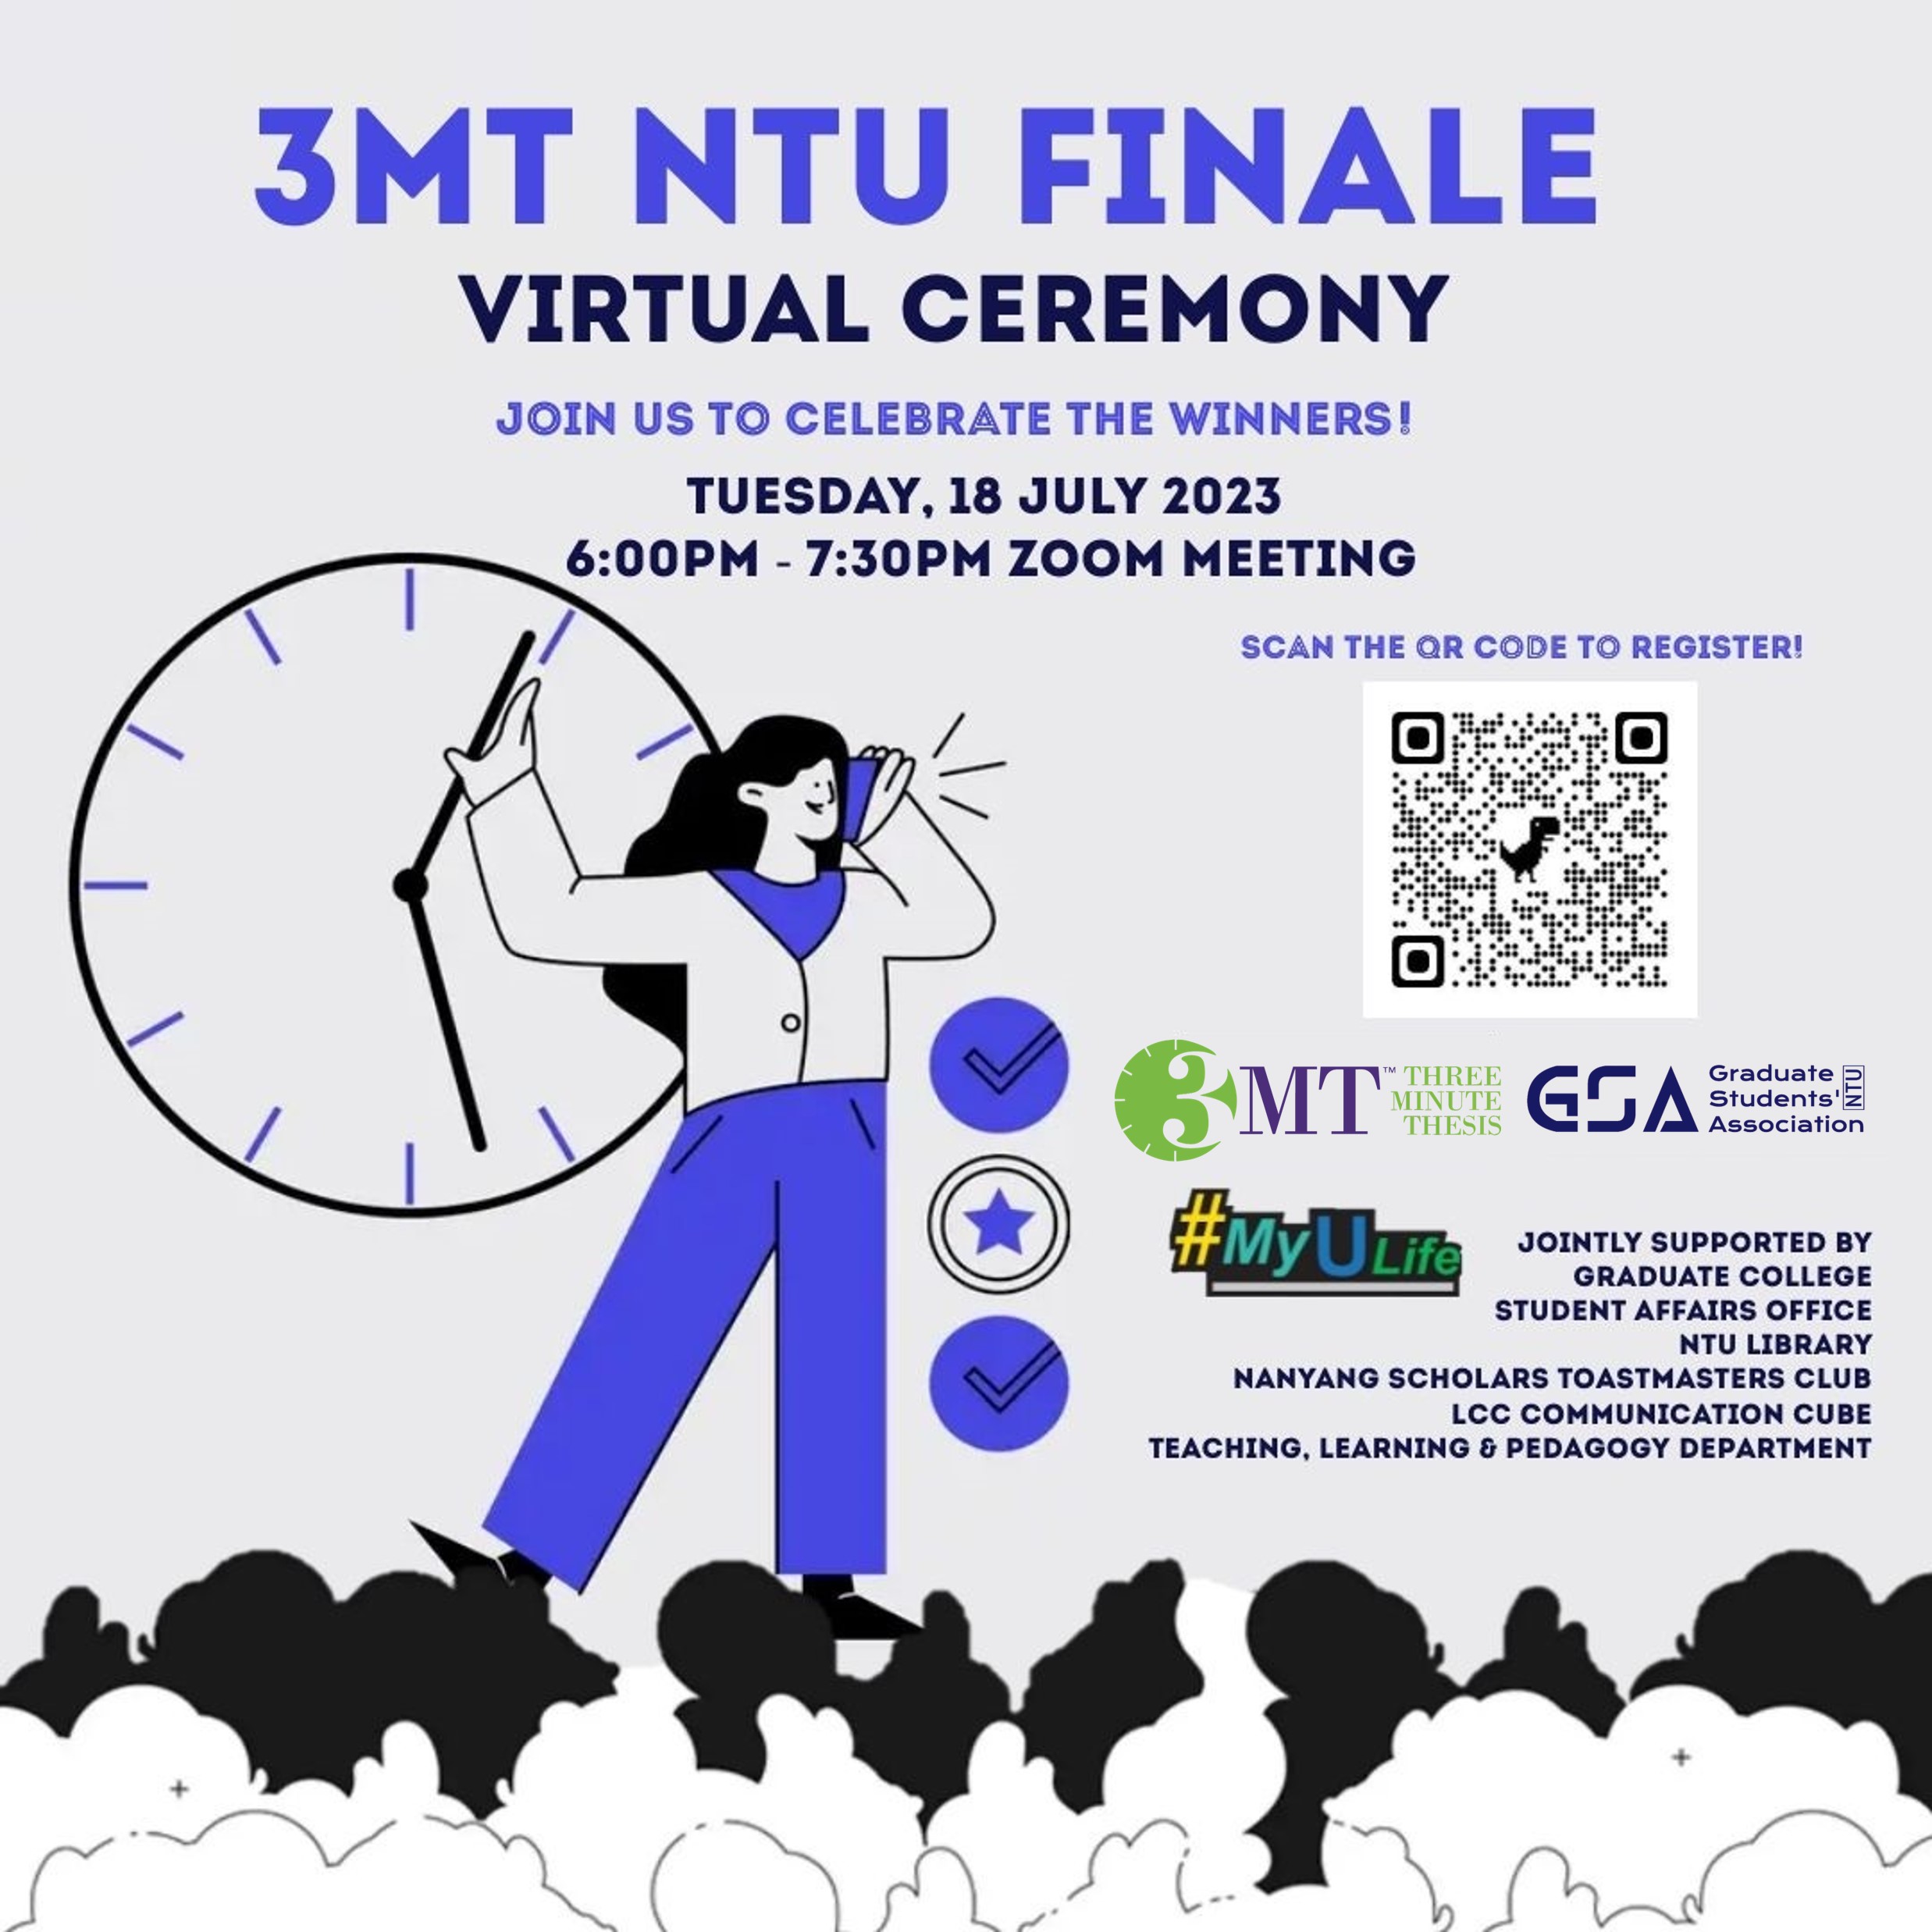 3MT NTU FINALE
VIRTUAL CEREMONY
JOIN US TO CELEBRATE THE WINNERS!
TUESDAY, 18 JULY 2023
6:00PM - 7:30PM ZOOM MEETING
SCAN THE QR CODE TO REGISTER!
3MT™ THREE
MINUTE
THESIS
GSA Graduate
Students' NTU
Association
#MyULife
JOINTLY SUPPORTED BY
GRADUATE COLLEGE
STUDENT AFFAIRS OFFICE
NTU LIBRARY
NANYANG SCHOLARS TOASTMASTERS CLUB
LCC COMMUNICATION CUBE
TEACHING, LEARNING & PEDAGOGY DEPARTMENT